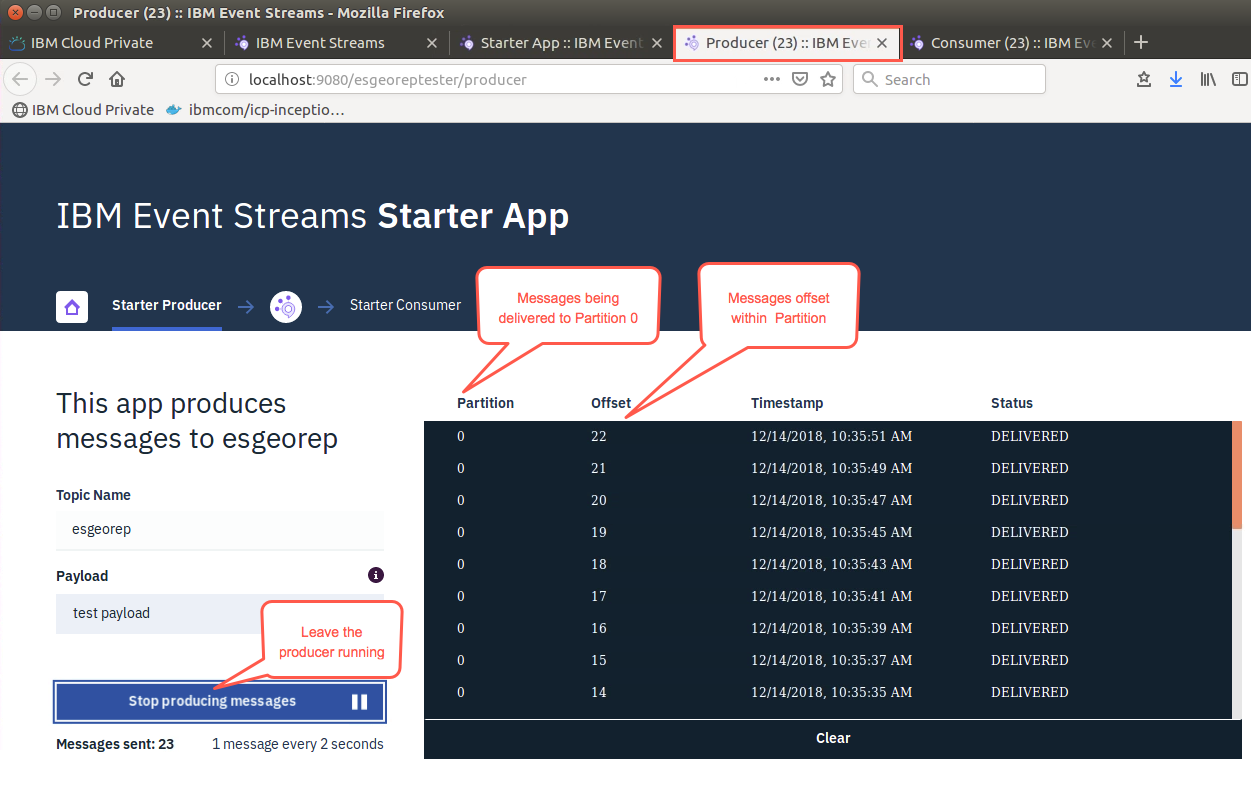 Producer (23) :: IBM Event Streams - Mozilla Firefox
IBM Cloud Private
IBM Event Streams
Starter App :: IBM Event
Producer (23) :: IBM Eve
Consumer (23) :: IBM Ev
localhost:9080/esgeoreptester/producer
Search
IBM Cloud Private
ibmcom/icp-inceptio...
IBM Event Streams Starter App
Starter Producer
Starter Consumer
Messages being
delivered to Partition 0
Messages offset
within Partition
This app produces
messages to esgeorep
Topic Name
esgeorep
Payload
test payload
Leave the
producer running
Stop producing messages
Messages sent: 23 1 message every 2 seconds
Partition Offset Timestamp Status
0 22 12/14/2018, 10:35:51 AM DELIVERED
0 21 12/14/2018, 10:35:49 AM DELIVERED
0 20 12/14/2018, 10:35:47 AM DELIVERED
0 19 12/14/2018, 10:35:45 AM DELIVERED
0 18 12/14/2018, 10:35:43 AM DELIVERED
0 17 12/14/2018, 10:35:41 AM DELIVERED
0 16 12/14/2018, 10:35:39 AM DELIVERED
0 15 12/14/2018, 10:35:37 AM DELIVERED
0 14 12/14/2018, 10:35:35 AM DELIVERED
Clear